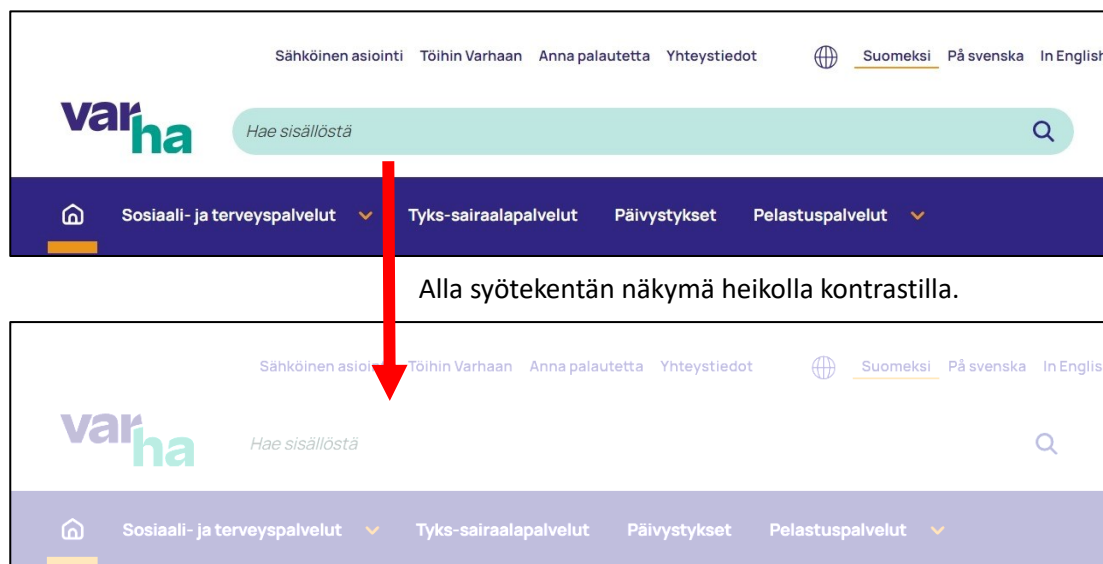 Sähköinen asiointi Töihin Varhaan Anna palautetta Yhteystiedot Suomeksi På svenska In English
varha
Hae sisällöstä
Sosiaali- ja terveyspalvelut Tyks-sairaalapalvelut Päivystykset Pelastuspalvelut
Alla syötekentän näkymä heikolla kontrastilla.
Sähköinen asioin Töihin Varhaan Anna palautetta Yhteystiedot Suomeksi På svenska In Englis
varha
Hae sisällöstä
Sosiaali- ja terveyspalvelut Tyks-sairaalapalvelut Päivystykset Pelastuspalvelut